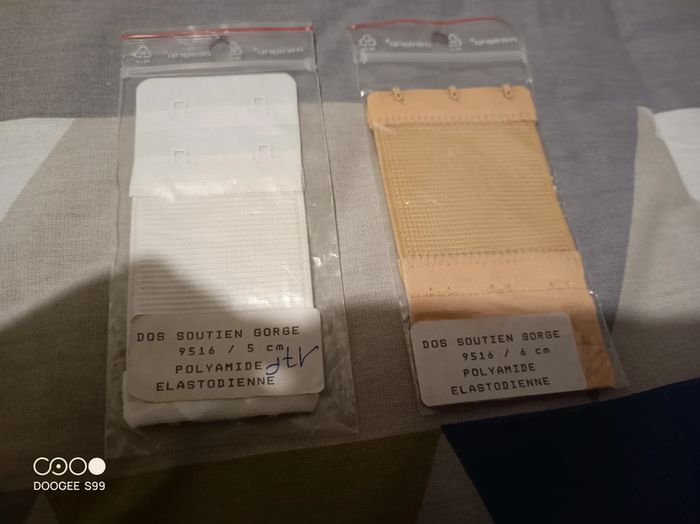 DOS SOUTIEN GORGE
9516 / 5 cm
POLYAMIDE
ELASTODIENNE
DOS SOUTIEN GORGE
9516 / 6 cm
POLYAMIDE
ELASTODIENNE
DOOGEE S99